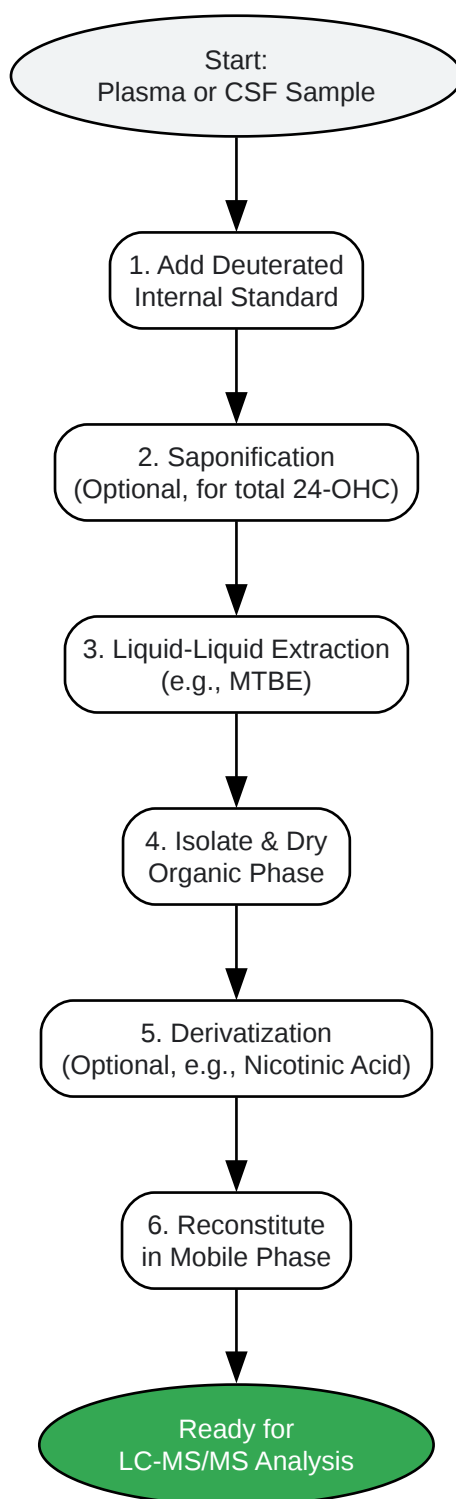 Start:
Plasma or CSF Sample
1. Add Deuterated
Internal Standard
2. Saponification
(Optional, for total 24-OHC)
3. Liquid-Liquid Extraction
(e.g., MTBE)
4. Isolate & Dry
Organic Phase
5. Derivatization
(Optional, e.g., Nicotinic Acid)
6. Reconstitute
in Mobile Phase
Ready for
LC-MS/MS Analysis